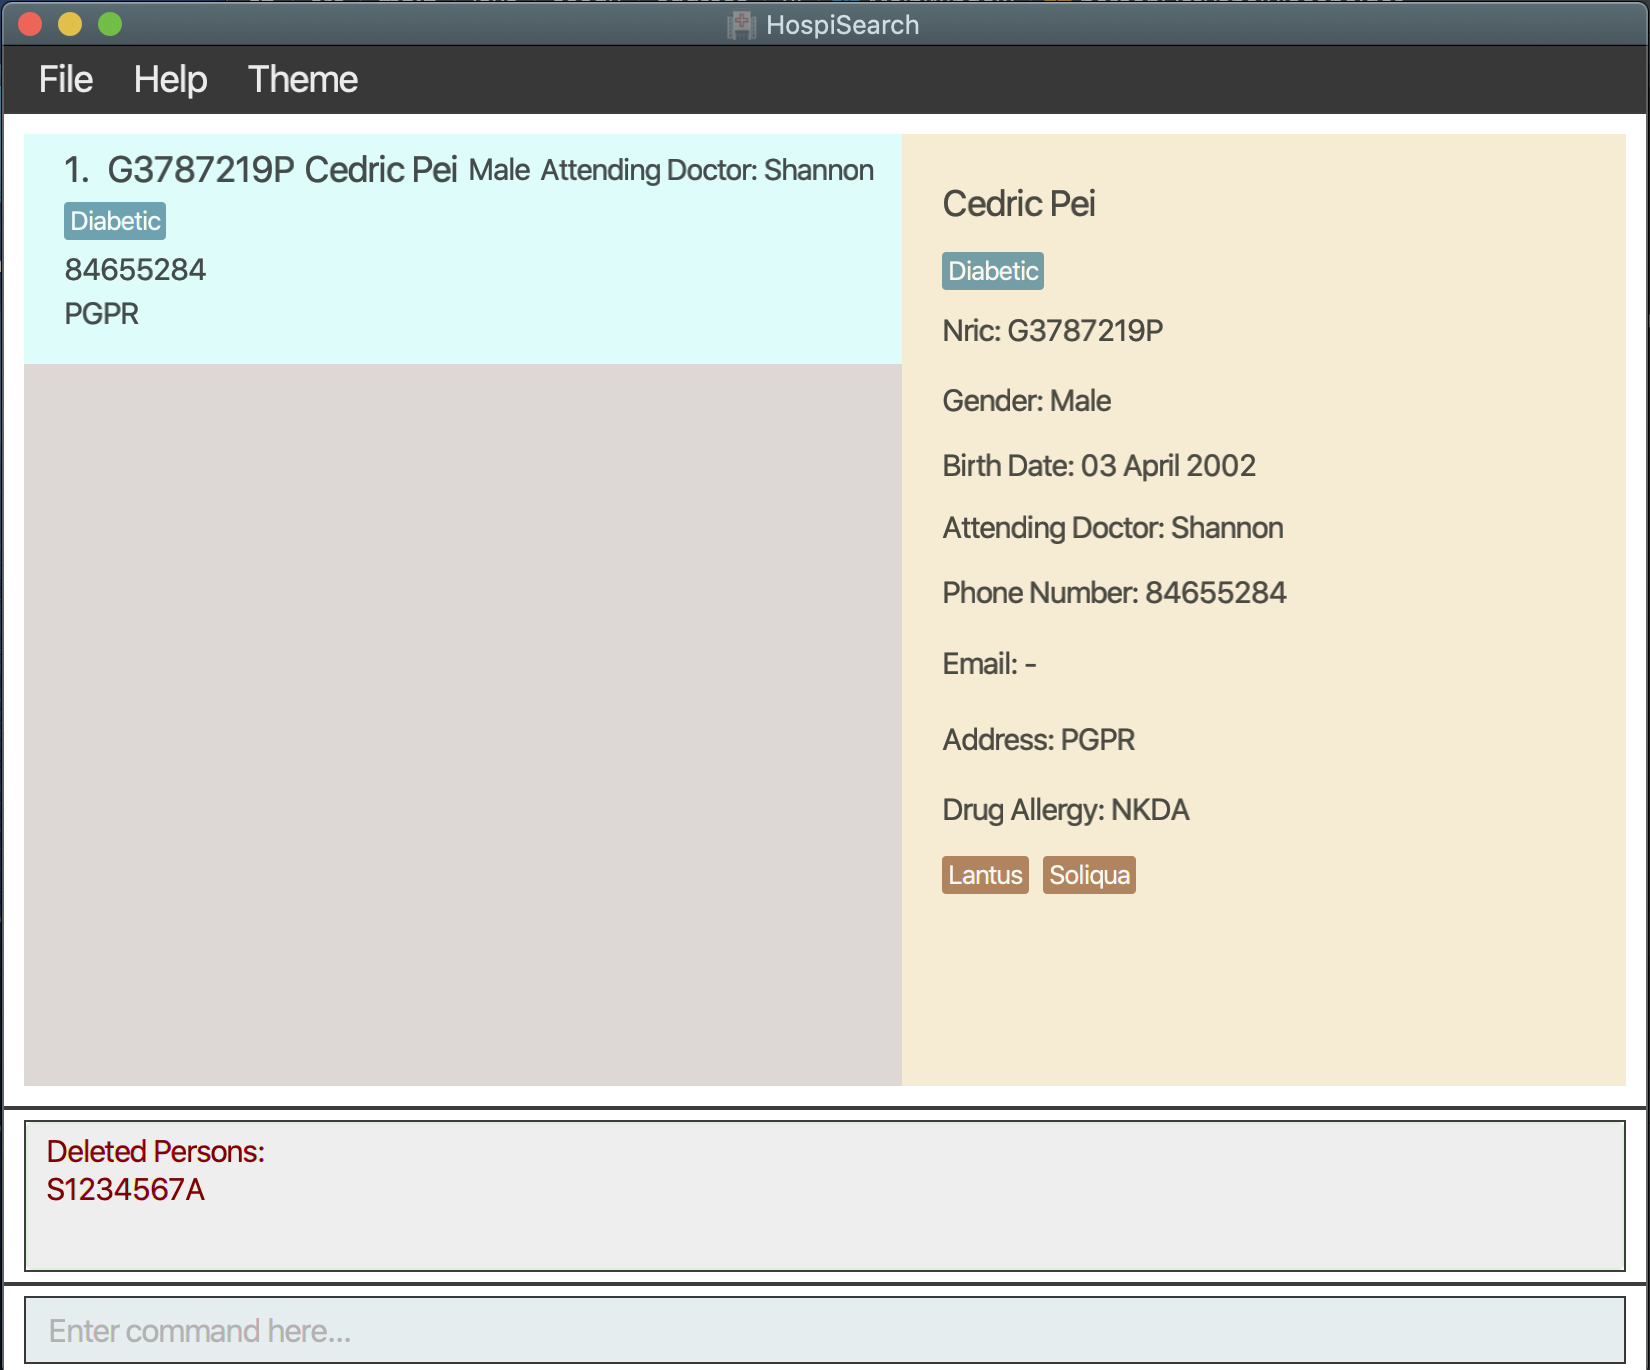 HospiSearch
File Help Theme
1. G3787219P Cedric Pei Male Attending Doctor: Shannon
Diabetic
84655284
PGPR
Cedric Pei
Diabetic
Nric: G3787219P
Gender: Male
Birth Date: 03 April 2002
Attending Doctor: Shannon
Phone Number: 84655284
Email: -
Address: PGPR
Drug Allergy: NKDA
Lantus Soliqua
Deleted Persons:
S1234567A
Enter command here...